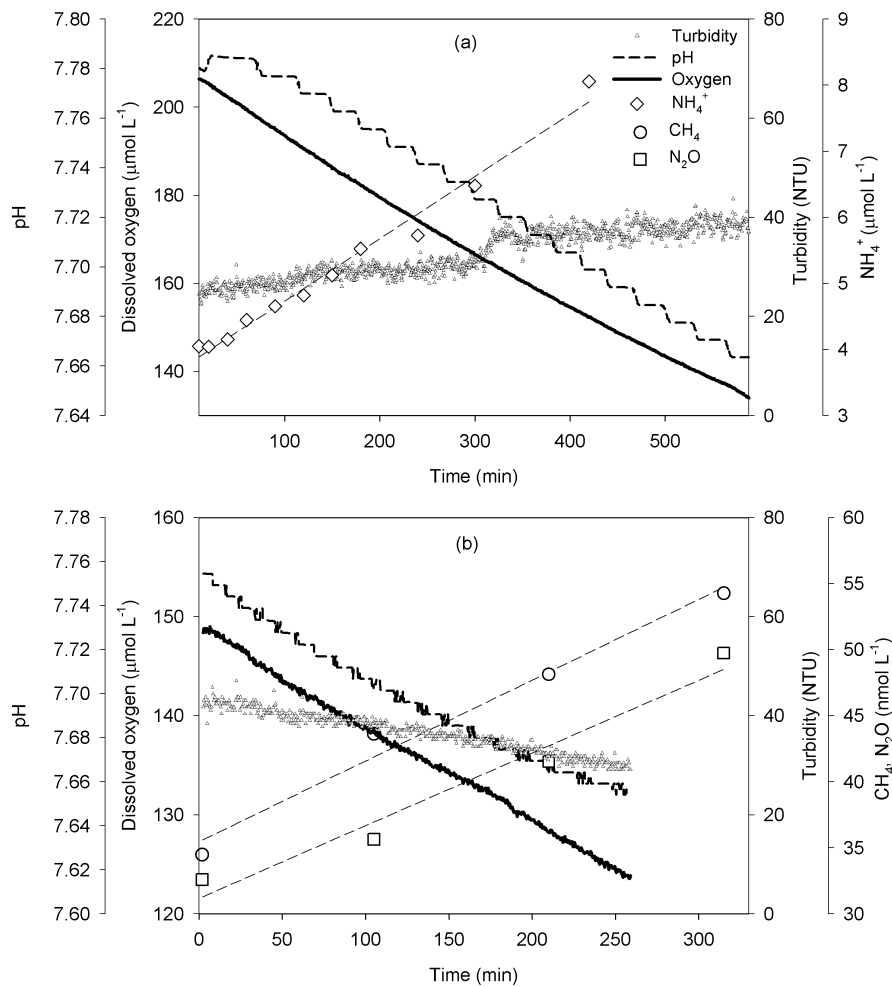 (a)
Turbidity
pH
Oxygen
NH₄⁺
CH₄
N₂O
pH
7.80
7.78
7.76
7.74
7.72
7.70
7.68
7.66
7.64
Dissolved oxygen (μmol L⁻¹)
220
200
180
160
140
Turbidity (NTU)
80
60
40
20
0
NH₄⁺ (μmol L⁻¹)
9
8
7
6
5
4
3
100 200 300 400 500
Time (min)
(b)
pH
7.78
7.76
7.74
7.72
7.70
7.68
7.66
7.64
7.62
7.60
Dissolved oxygen (μmol L⁻¹)
160
150
140
130
120
Turbidity (NTU)
80
60
40
20
0
CH₄, N₂O (nmol L⁻¹)
60
55
50
45
40
35
30
0 50 100 150 200 250 300
Time (min)